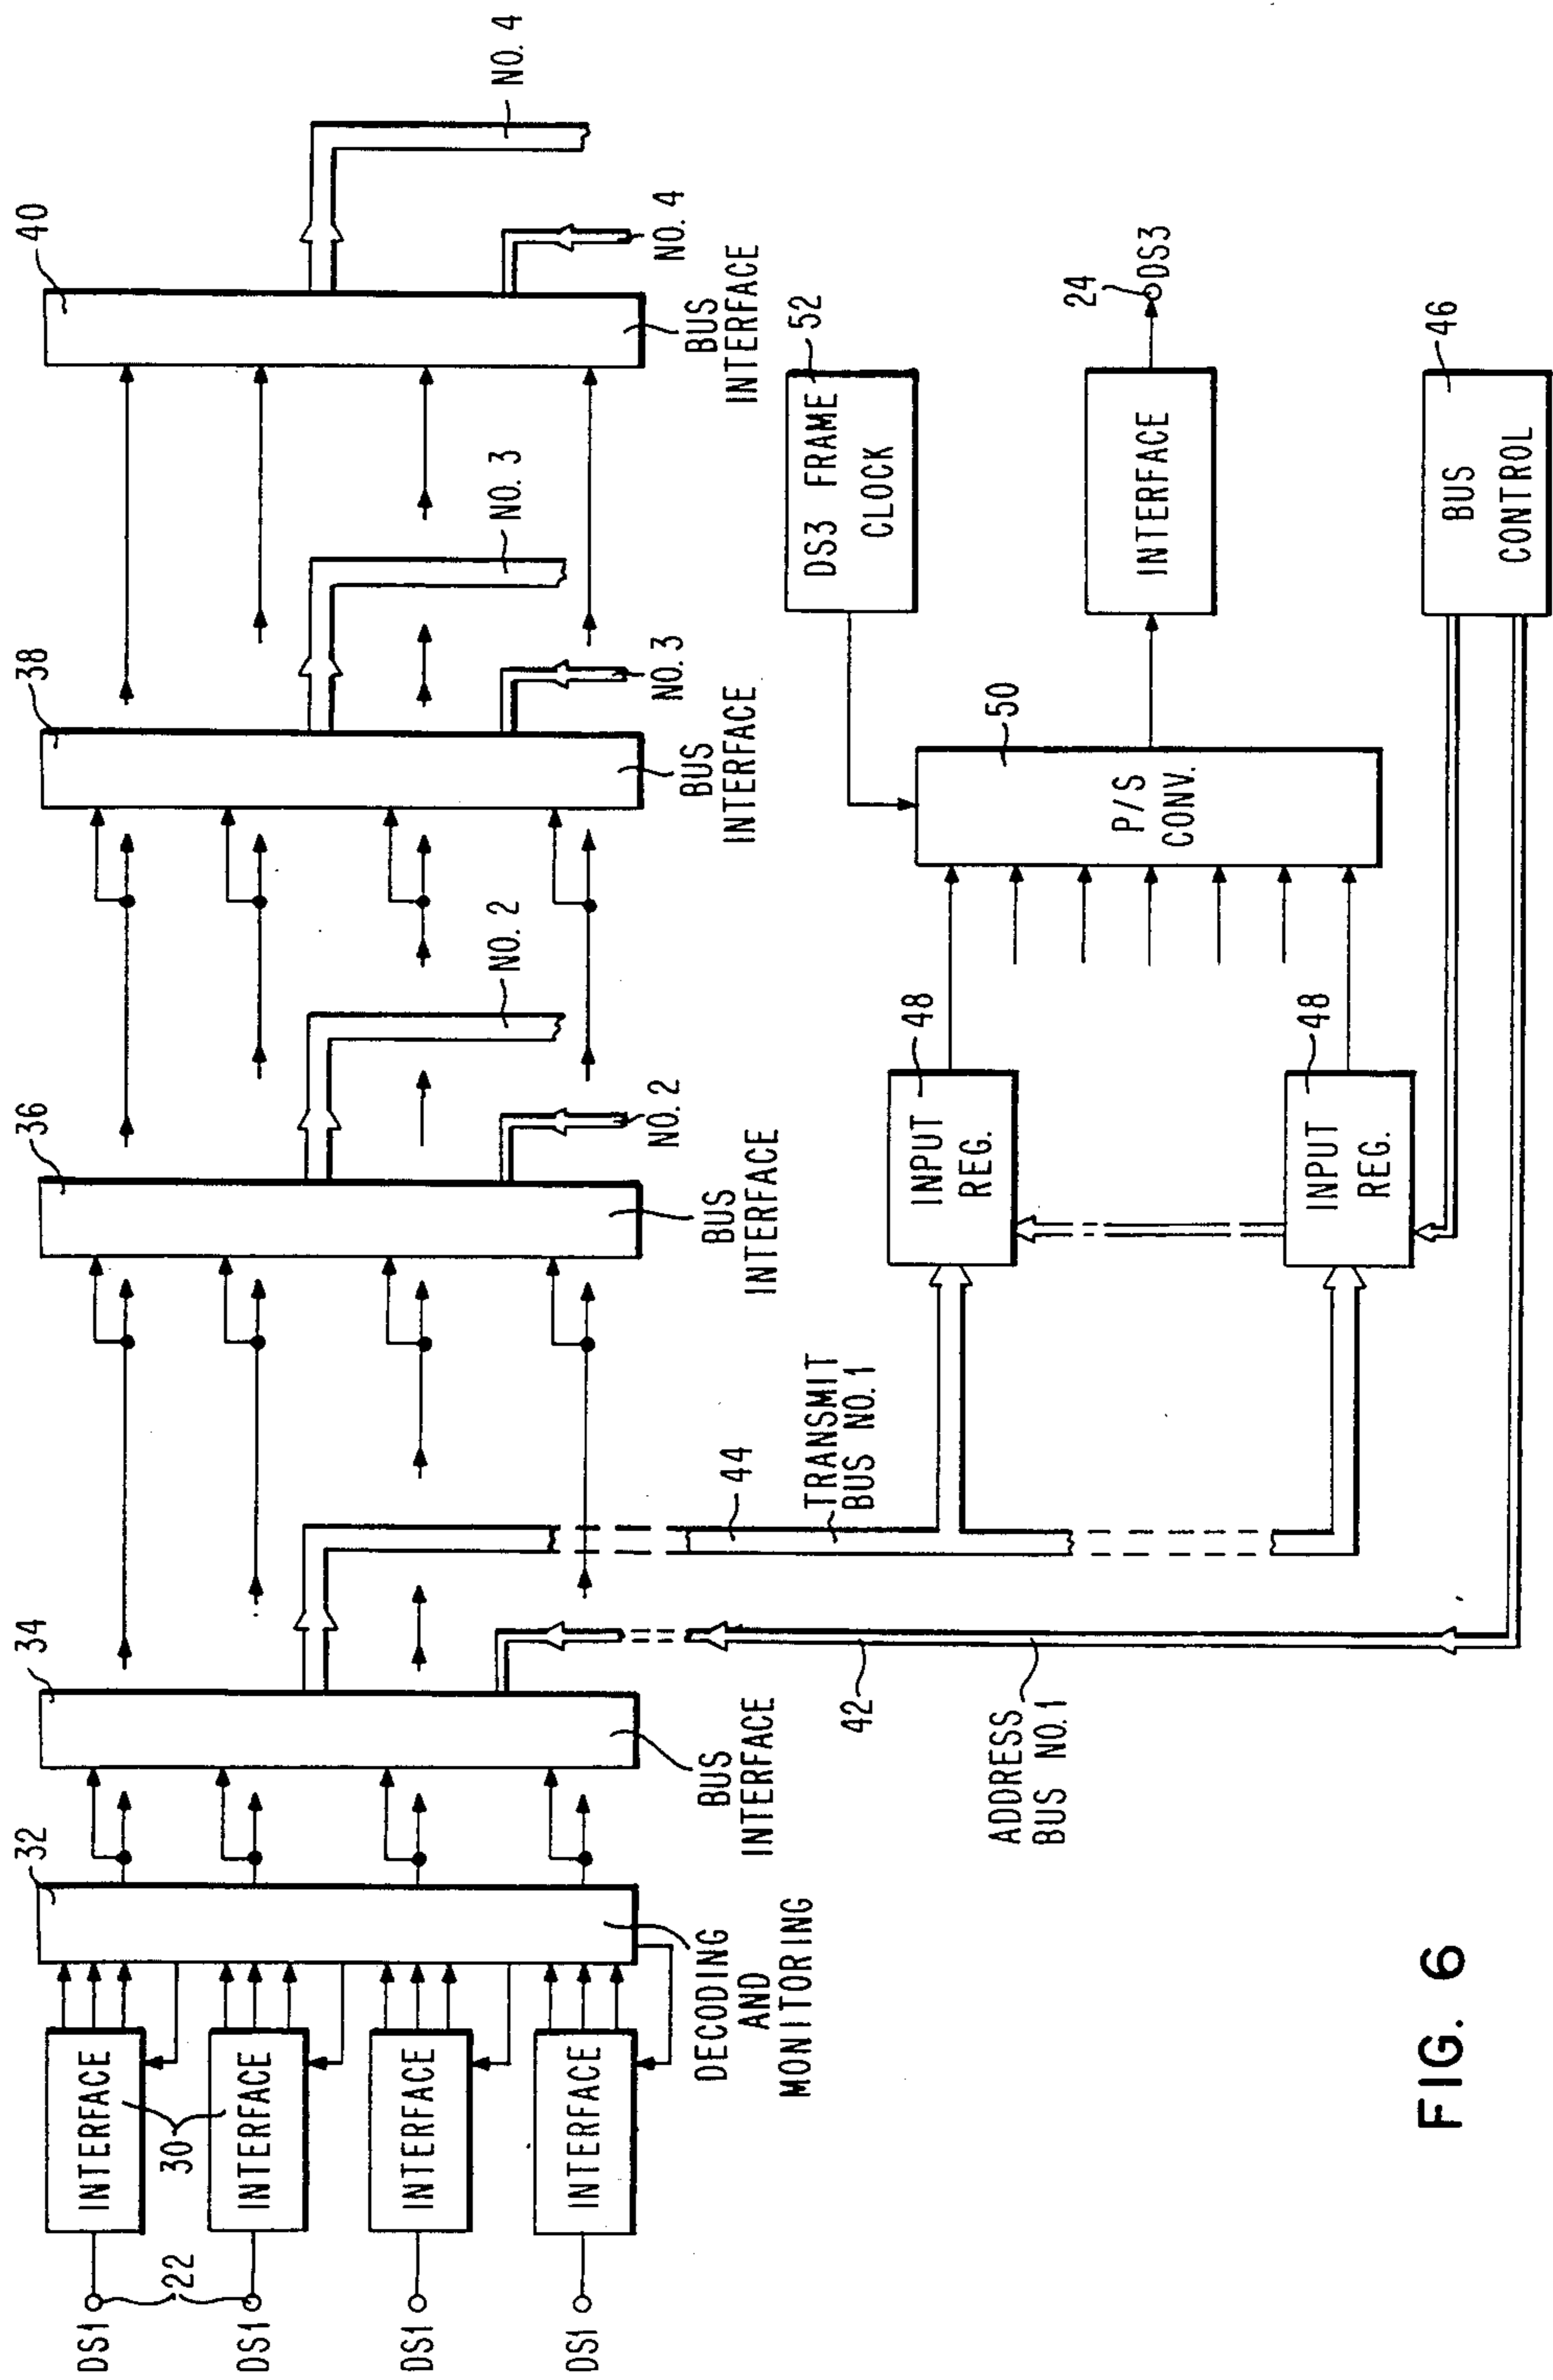 DS1
DS1
DS1
DS1
22
INTERFACE
INTERFACE
INTERFACE
INTERFACE
30
32
DECODING
AND
MONITORING
34
BUS
INTERFACE
36
BUS
INTERFACE
NO. 2
NO. 2
38
BUS
INTERFACE
NO. 3
NO. 3
40
BUS
INTERFACE
NO. 4
NO. 4
44
TRANSMIT
BUS NO.1
42
ADDRESS
BUS NO.1
48
INPUT
REG.
48
INPUT
REG.
50
P/S
CONV.
52
DS3 FRAME
CLOCK
INTERFACE
24
DS3
46
BUS
CONTROL
FIG. 6